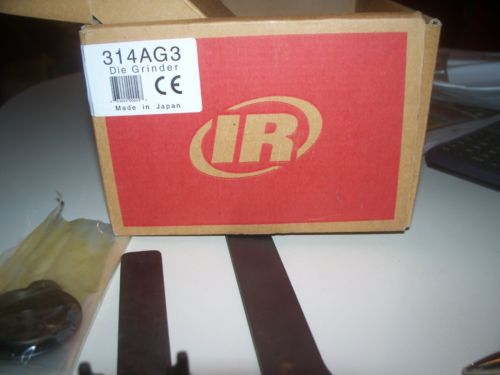 314AG3
Die Grinder
CE
Made in Japan
IR